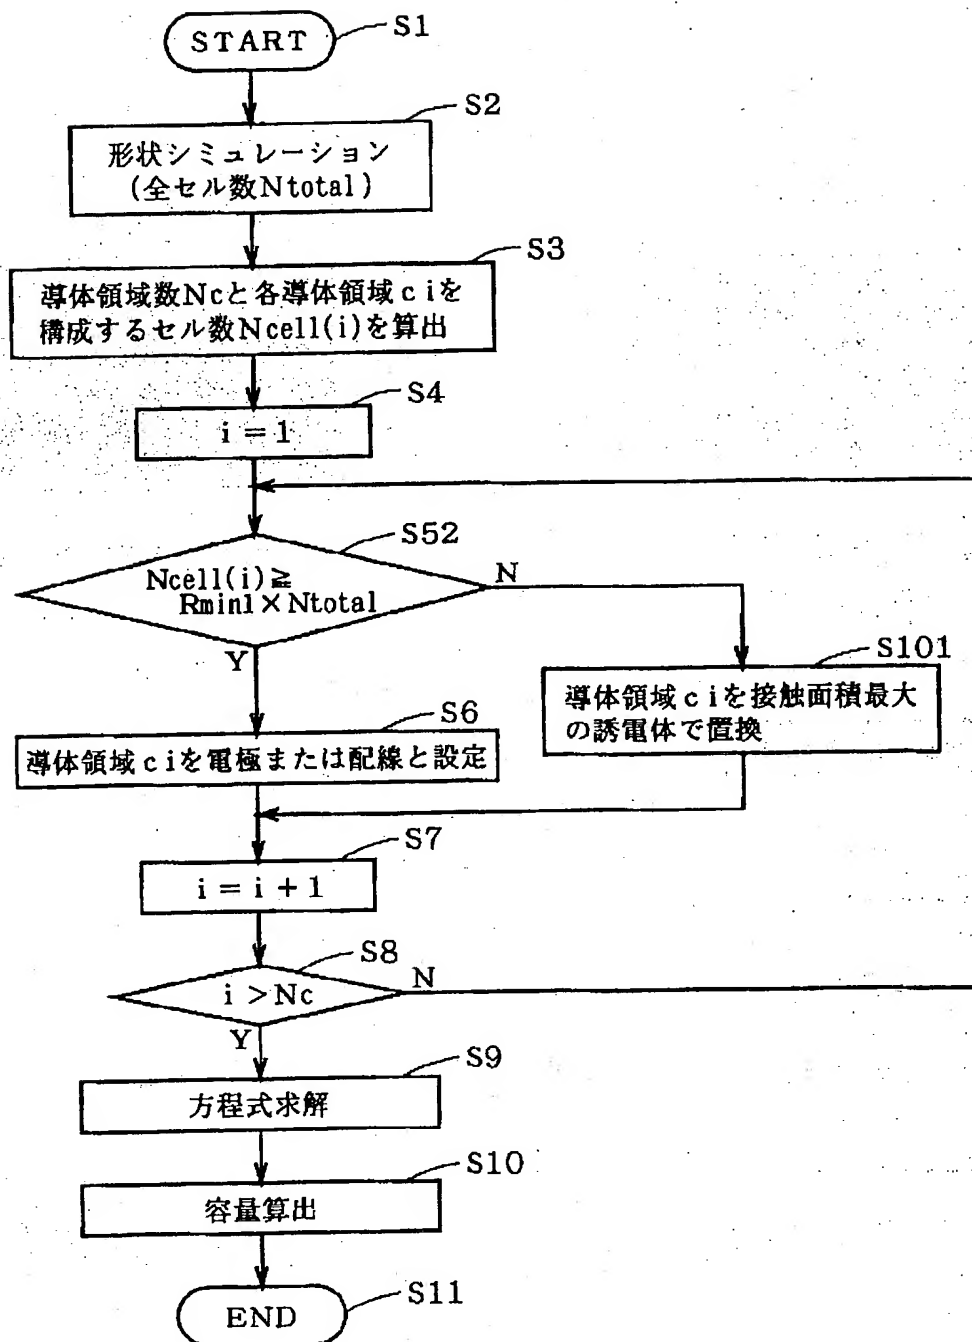 START
S1
S2
形状シミュレーション
(全セル数Ntotal)
S3
導体領域数Ncと各導体領域ciを
構成するセル数Ncell(i)を算出
S4
i=1
S52
Ncell(i)≧
Rmin1×Ntotal
N
Y
S101
導体領域ciを接触面積最大
の誘電体で置換
S6
導体領域ciを電極または配線と設定
S7
i=i+1
S8
i>Nc
N
Y
S9
方程式求解
S10
容量算出
S11
END